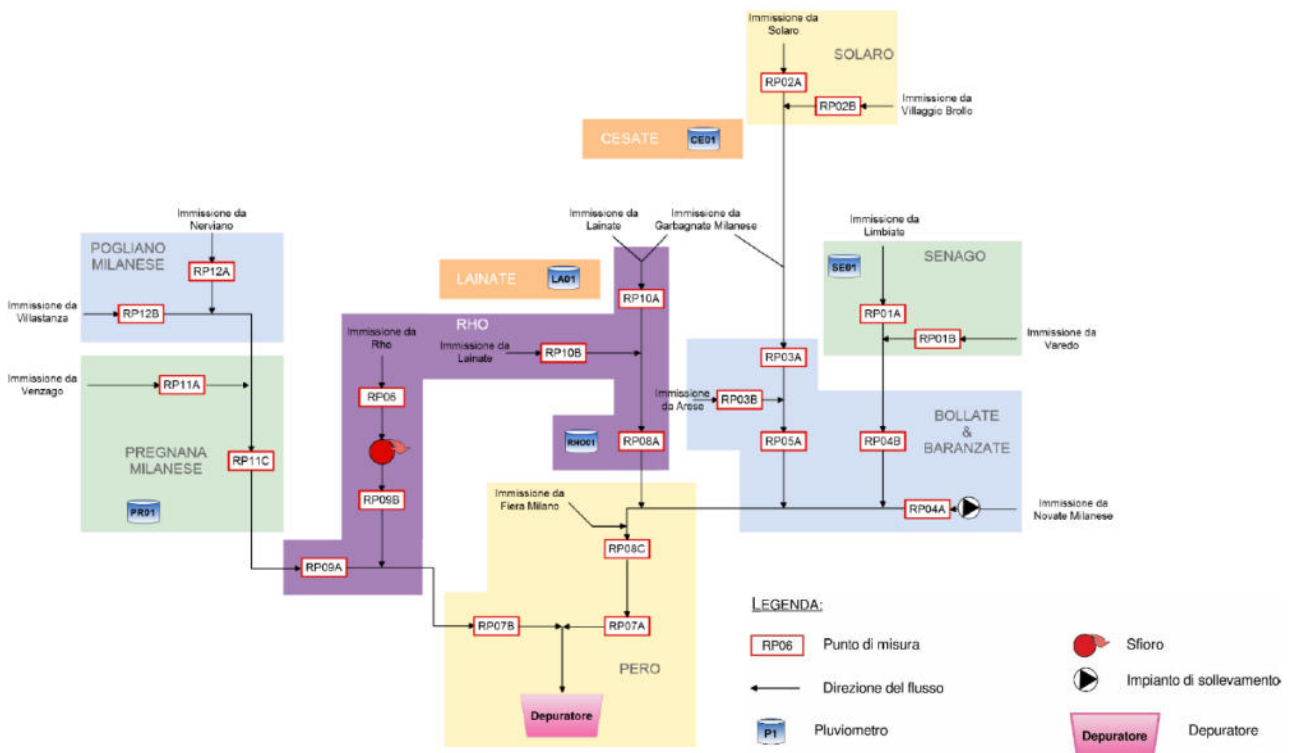 Immissione da
Solaro
SOLARO
RP02A
RP02B
Immissione da
Villaggio Brollo
CESATE
CE01
Immissione da
Nerviano
Immissione da
Lainate
Immissione da
Garbagnate Milanese
Immissione da
Limbiate
POGLIANO
MILANESE
RP12A
LAINATE
LA01
SE01
SENAGO
Immissione da
Villastanza
RP12B
RP10A
RP01A
Immissione da
Rho
RHO
Immissione da
Lainate
RP10B
RP03A
RP01B
Immissione da
Varedo
Immissione da
Venzago
RP11A
RP06
Immissione
da Arese
RP03B
BOLLATE
&
BARANZATE
PREGNANA
MILANESE
RP11C
RHO01
RP08A
RP05A
RP04B
PR01
RP09B
Immissione da
Fiera Milano
RP04A
Immissione da
Novate Milanese
RP08C
RP09A
RP07B
RP07A
PERO
Depuratore
LEGENDA:
RP06
Punto di misura
Sfioro
Direzione del flusso
Impianto di sollevamento
P1
Pluviometro
Depuratore
Depuratore